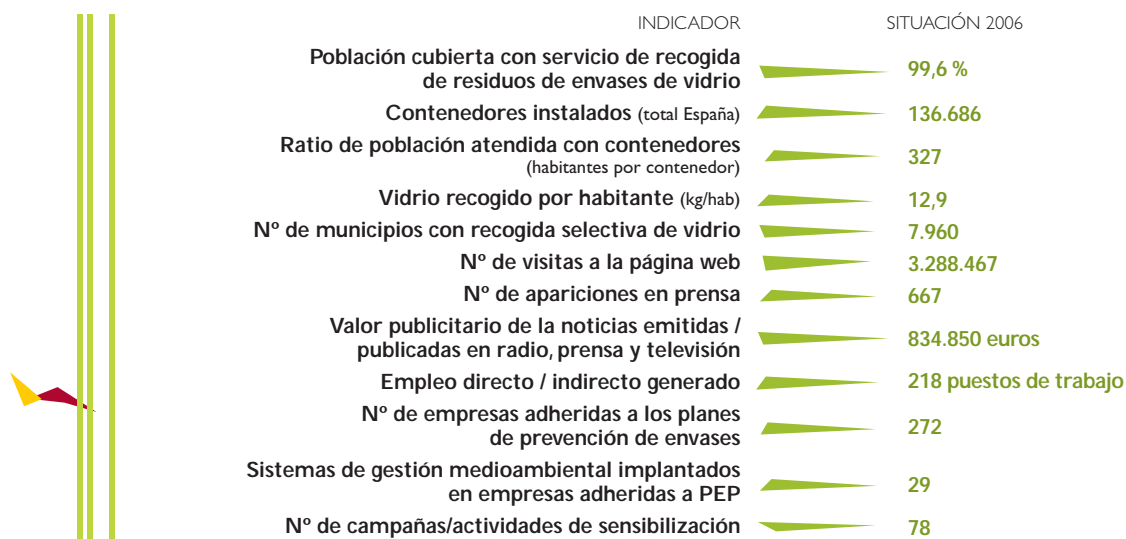 INDICADOR SITUACIÓN 2006
Población cubierta con servicio de recogida
de residuos de envases de vidrio 99,6 %
Contenedores instalados (total España) 136.686
Ratio de población atendida con contenedores
(habitantes por contenedor) 327
Vidrio recogido por habitante (kg/hab) 12,9
Nº de municipios con recogida selectiva de vidrio 7.960
Nº de visitas a la página web 3.288.467
Nº de apariciones en prensa 667
Valor publicitario de la noticias emitidas /
publicadas en radio, prensa y televisión 834.850 euros
Empleo directo / indirecto generado 218 puestos de trabajo
Nº de empresas adheridas a los planes
de prevención de envases 272
Sistemas de gestión medioambiental implantados
en empresas adheridas a PEP 29
Nº de campañas/actividades de sensibilización 78